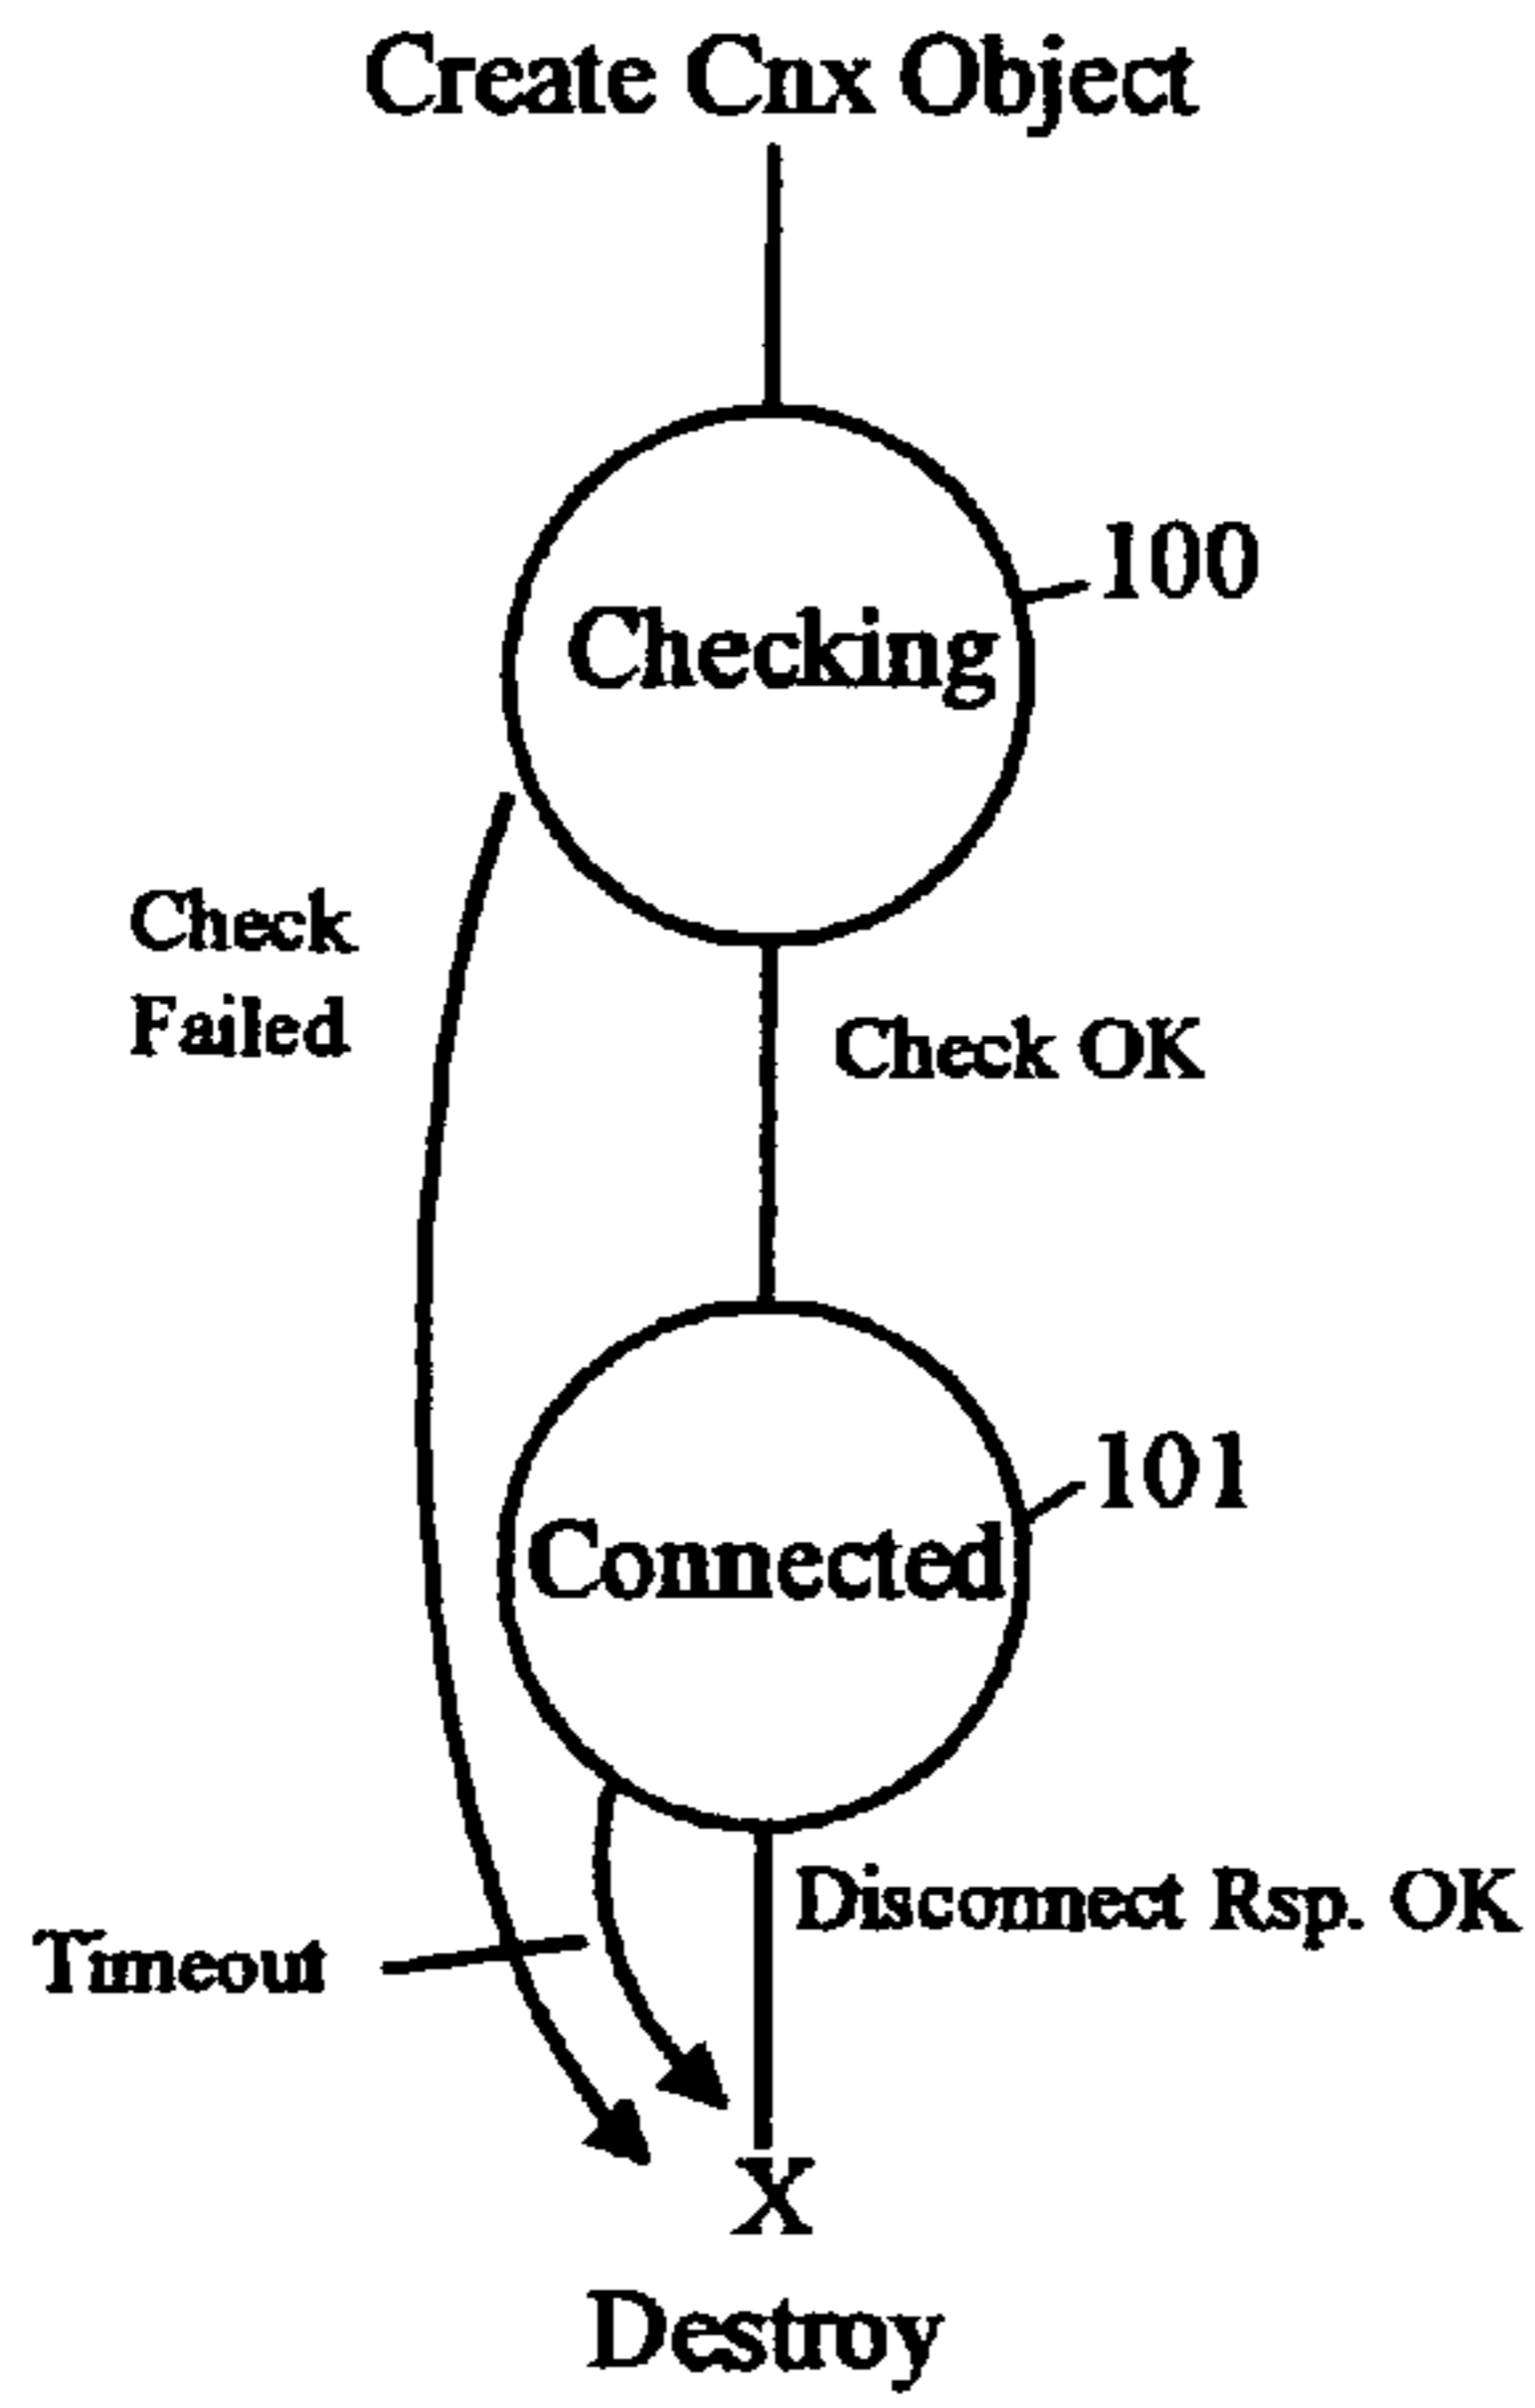 Create Cnx Object
100
Checking
Check
Failed
Check OK
101
Connected
Disconnect Rsp. OK
Timeout
X
Destroy